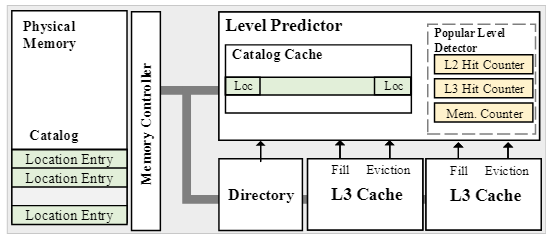 Physical
Memory
Catalog
Location Entry
Location Entry
Location Entry
Memory Controller
Level Predictor
Catalog Cache
Loc
Loc
Popular Level
Detector
L2 Hit Counter
L3 Hit Counter
Mem. Counter
Directory
Fill Eviction
L3 Cache
Fill Eviction
L3 Cache